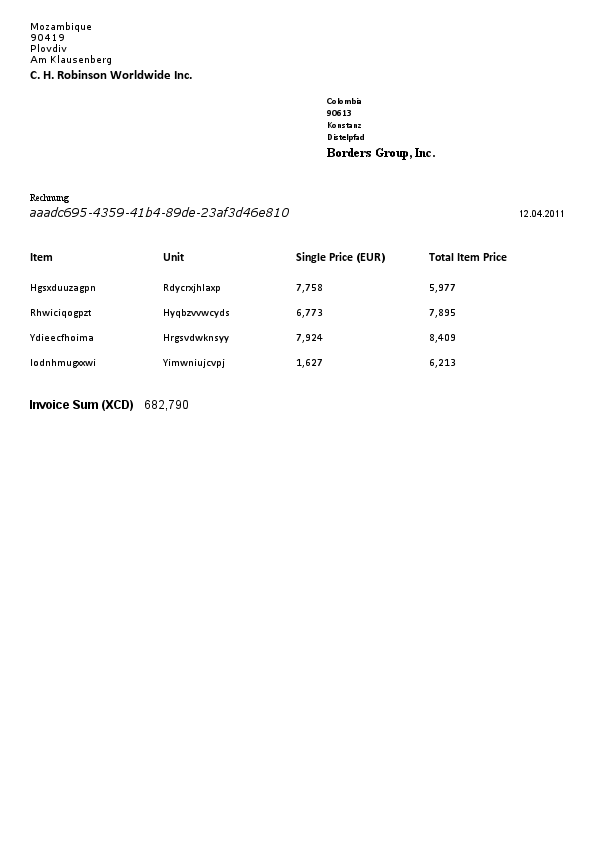 Mozambique
90419
Plovdiv
Am Klausenberg
C. H. Robinson Worldwide Inc.
Colombia
90613
Konstanz
Distelpfad
Borders Group, Inc.
Rechnung
aaadc695-4359-41b4-89de-23af3d46e810 12.04.2011
Item Unit Single Price (EUR) Total Item Price
Hgsxduuzagpn Rdycrxjhlaxp 7,758 5,977
Rhwiciqogpzt Hyqbzvvwcyds 6,773 7,895
Ydieecfhoima Hrgsvdwknsyy 7,924 8,409
Iodnhmugxxwi Yimwniujcvpj 1,627 6,213
Invoice Sum (XCD) 682,790